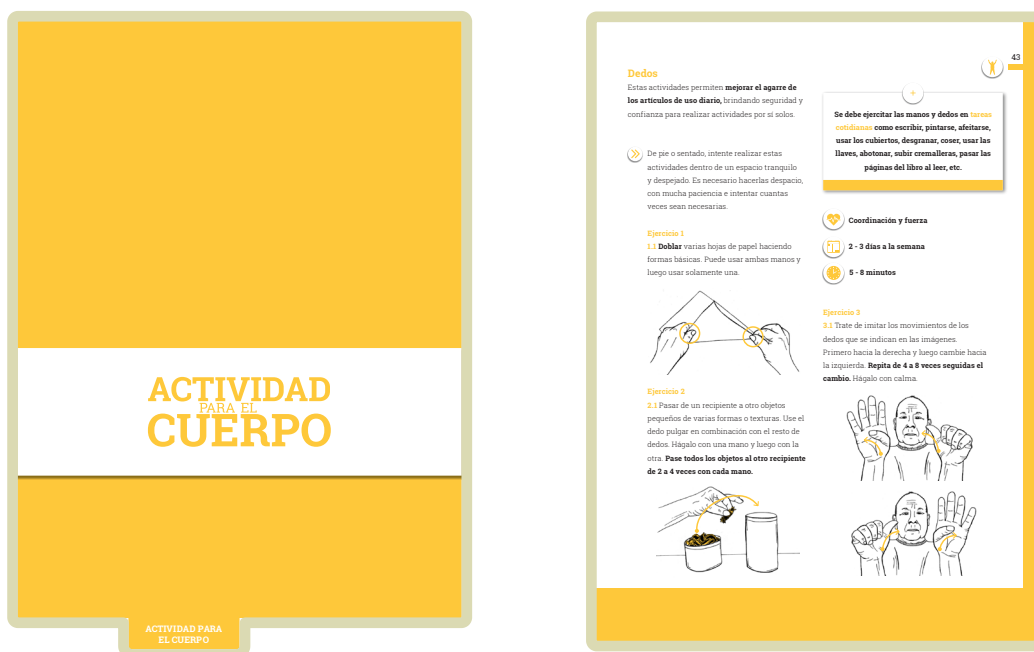 ACTIVIDAD
PARA EL
CUERPO
ACTIVIDAD PARA
EL CUERPO
43
Dedos
Estas actividades permiten mejorar el agarre de
los artículos de uso diario, brindando seguridad y
confianza para realizar actividades por sí solos.
De pie o sentado, intente realizar estas
actividades dentro de un espacio tranquilo
y despejado. Es necesario hacerlas despacio,
con mucha paciencia e intentar cuantas
veces sean necesarias.
Ejercicio 1
1.1 Doblar varias hojas de papel haciendo
formas básicas. Puede usar ambas manos y
luego usar solamente una.
Ejercicio 2
2.1 Pasar de un recipiente a otro objetos
pequeños de varias formas o texturas. Use el
dedo pulgar en combinación con el resto de
dedos. Hágalo con una mano y luego con la
otra. Pase todos los objetos al otro recipiente
de 2 a 4 veces con cada mano.
Se debe ejercitar las manos y dedos en tareas
cotidianas como escribir, pintarse, afeitarse,
usar los cubiertos, desgranar, coser, usar las
llaves, abotonar, subir cremalleras, pasar las
páginas del libro al leer, etc.
Coordinación y fuerza
2 - 3 días a la semana
5 - 8 minutos
Ejercicio 3
3.1 Trate de imitar los movimientos de los
dedos que se indican en las imágenes.
Primero hacia la derecha y luego cambie hacia
la izquierda. Repita de 4 a 8 veces seguidas el
cambio. Hágalo con calma.